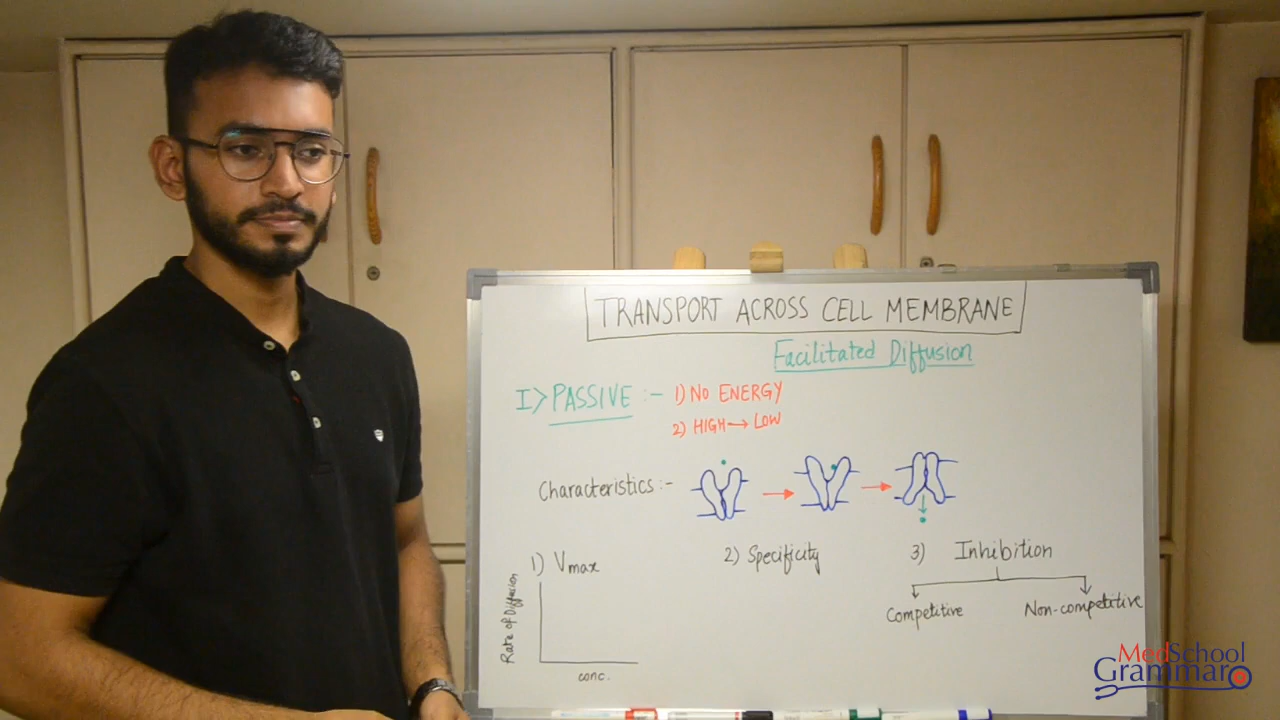 TRANSPORT ACROSS CELL MEMBRANE
Facilitated Diffusion
I> PASSIVE :- 1) NO ENERGY
2) HIGH → LOW
Characteristics :-
1) Vmax
2) Specificity
3) Inhibition
Competitive
Non-competitive
Rate of Diffusion
conc.
MedSchool
Grammar